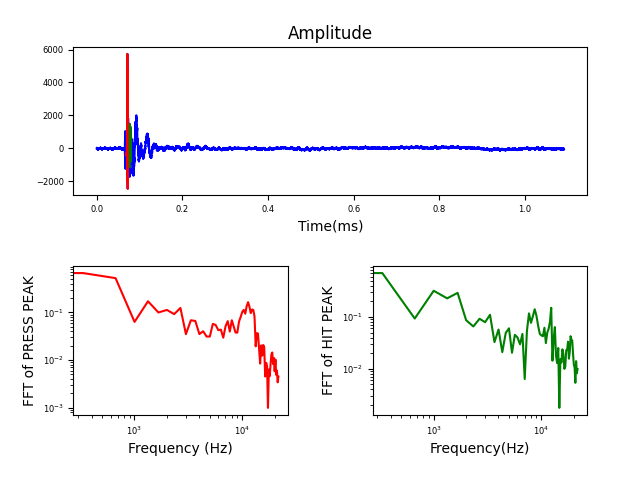 Amplitude
6000
4000
2000
0
−2000
0.0 0.2 0.4 0.6 0.8 1.0
Time(ms)
FFT of PRESS PEAK
10⁻¹
10⁻²
10⁻³
10³ 10⁴
Frequency (Hz)
FFT of HIT PEAK
10⁻¹
10⁻²
10³ 10⁴
Frequency(Hz)